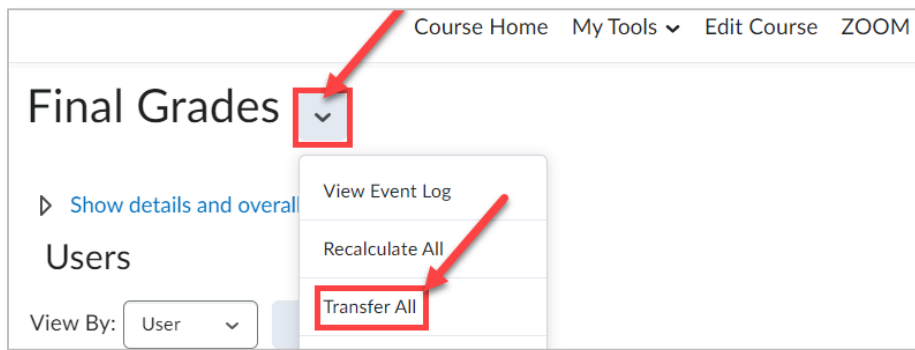 Course Home My Tools Edit Course ZOOM
Final Grades
View Event Log
Show details and overall
Recalculate All
Users
Transfer All
View By: User